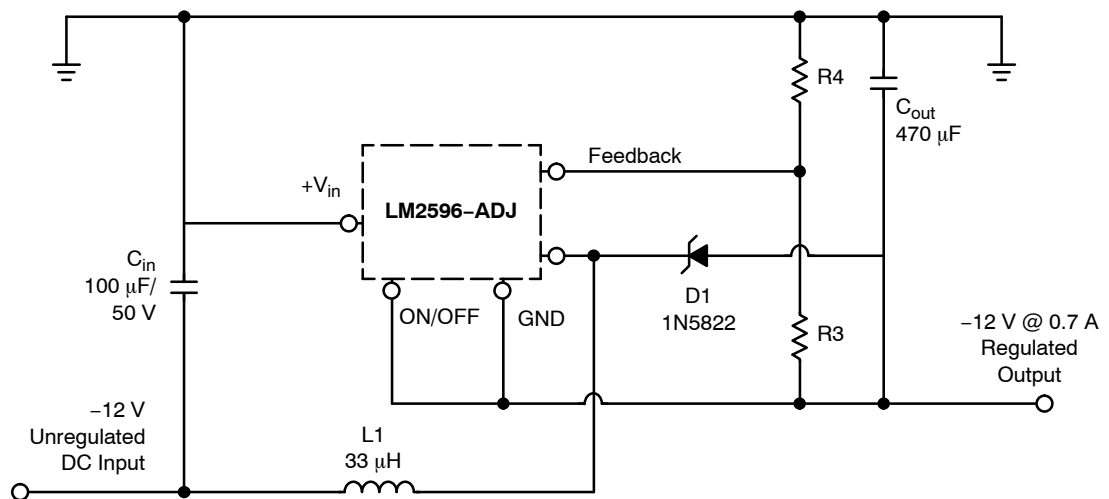 R4
C_out
470 μF
Feedback
+V_in
LM2596–ADJ
C_in
100 μF/
50 V
ON/OFF
GND
D1
1N5822
R3
–12 V @ 0.7 A
Regulated
Output
–12 V
Unregulated
DC Input
L1
33 μH